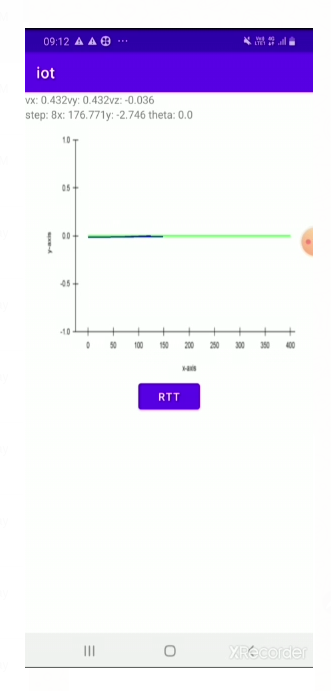 09:12
iot
vx: 0.432vy: 0.432vz: -0.036
step: 8x: 176.771y: -2.746 theta: 0.0
1.0
0.5
0.0
-0.5
-1.0
y-axis
0 50 100 150 200 250 300 350 400
x-axis
RTT
XRecorder